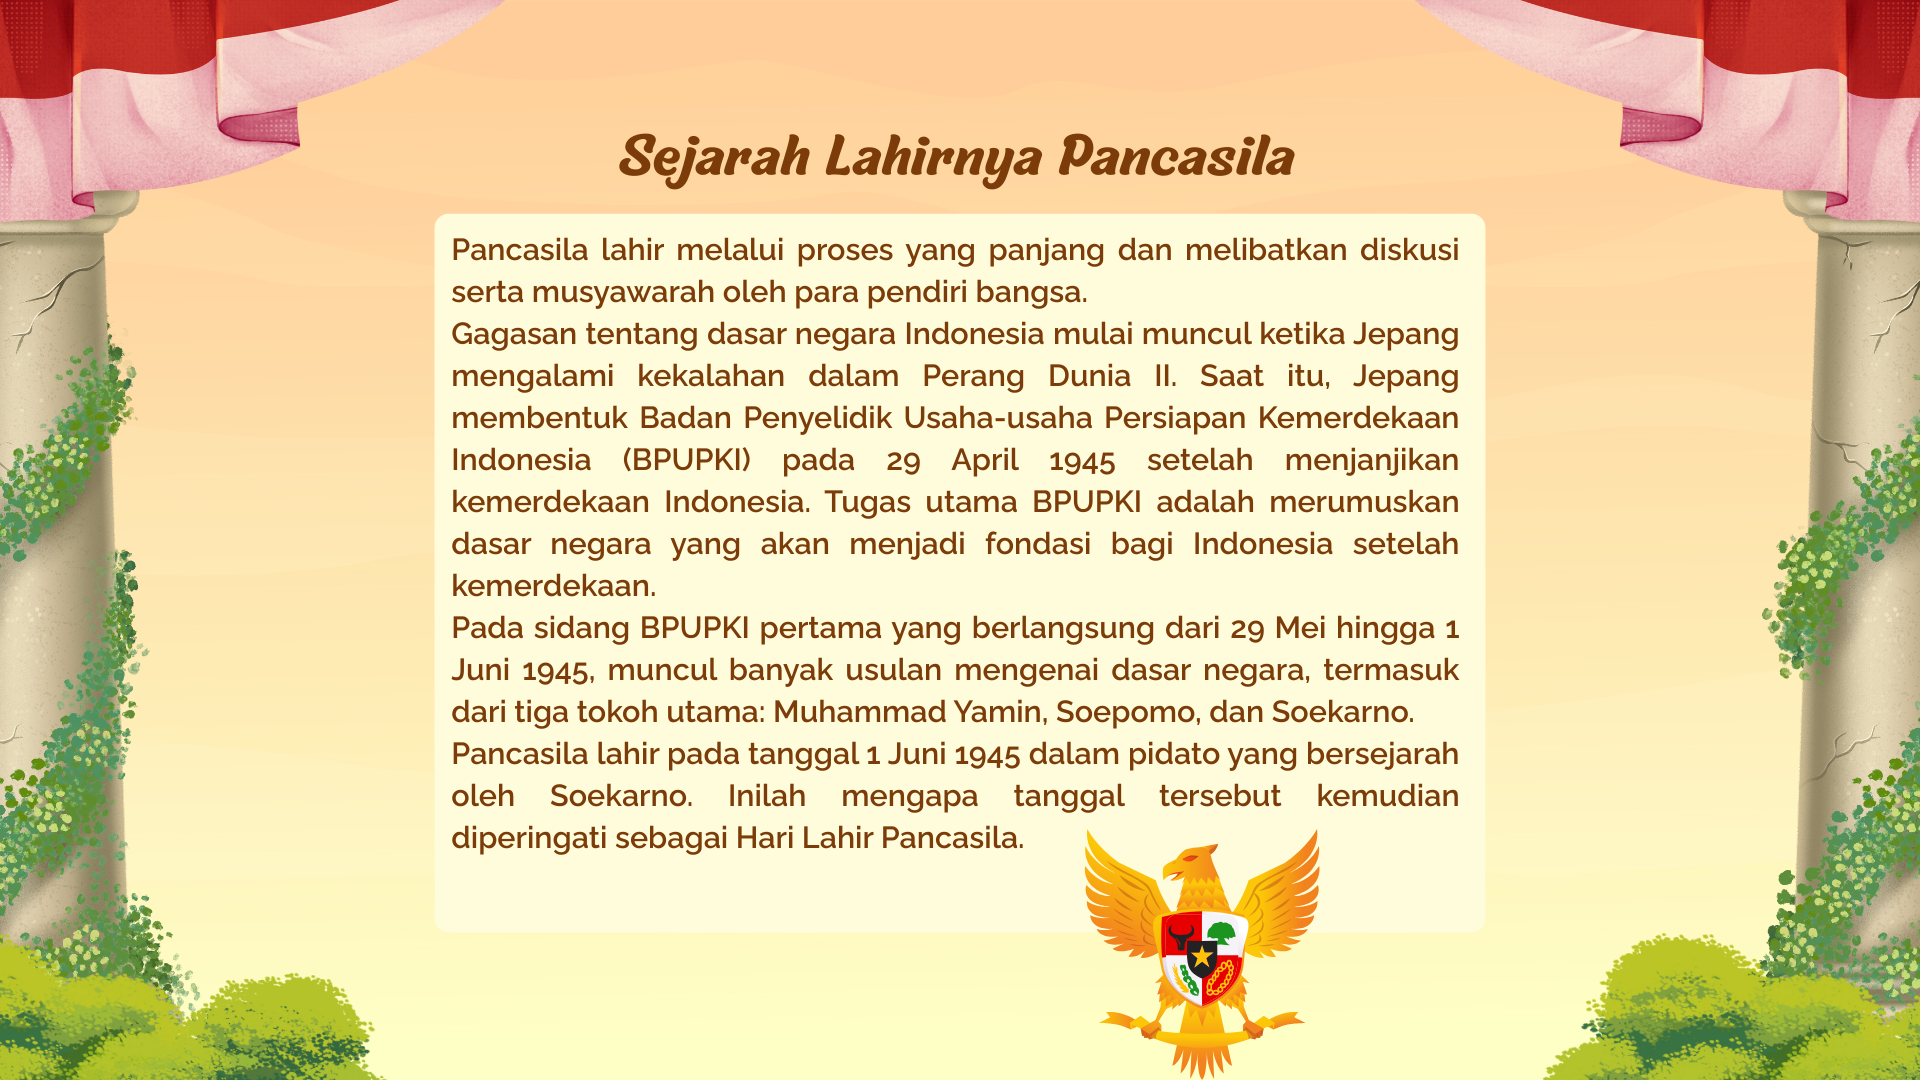 Sejarah Lahirnya Pancasila
Pancasila lahir melalui proses yang panjang dan melibatkan diskusi
serta musyawarah oleh para pendiri bangsa.
Gagasan tentang dasar negara Indonesia mulai muncul ketika Jepang
mengalami kekalahan dalam Perang Dunia II. Saat itu, Jepang
membentuk Badan Penyelidik Usaha-usaha Persiapan Kemerdekaan
Indonesia (BPUPKI) pada 29 April 1945 setelah menjanjikan
kemerdekaan Indonesia. Tugas utama BPUPKI adalah merumuskan
dasar negara yang akan menjadi fondasi bagi Indonesia setelah
kemerdekaan.
Pada sidang BPUPKI pertama yang berlangsung dari 29 Mei hingga 1
Juni 1945, muncul banyak usulan mengenai dasar negara, termasuk
dari tiga tokoh utama: Muhammad Yamin, Soepomo, dan Soekarno.
Pancasila lahir pada tanggal 1 Juni 1945 dalam pidato yang bersejarah
oleh Soekarno. Inilah mengapa tanggal tersebut kemudian
diperingati sebagai Hari Lahir Pancasila.